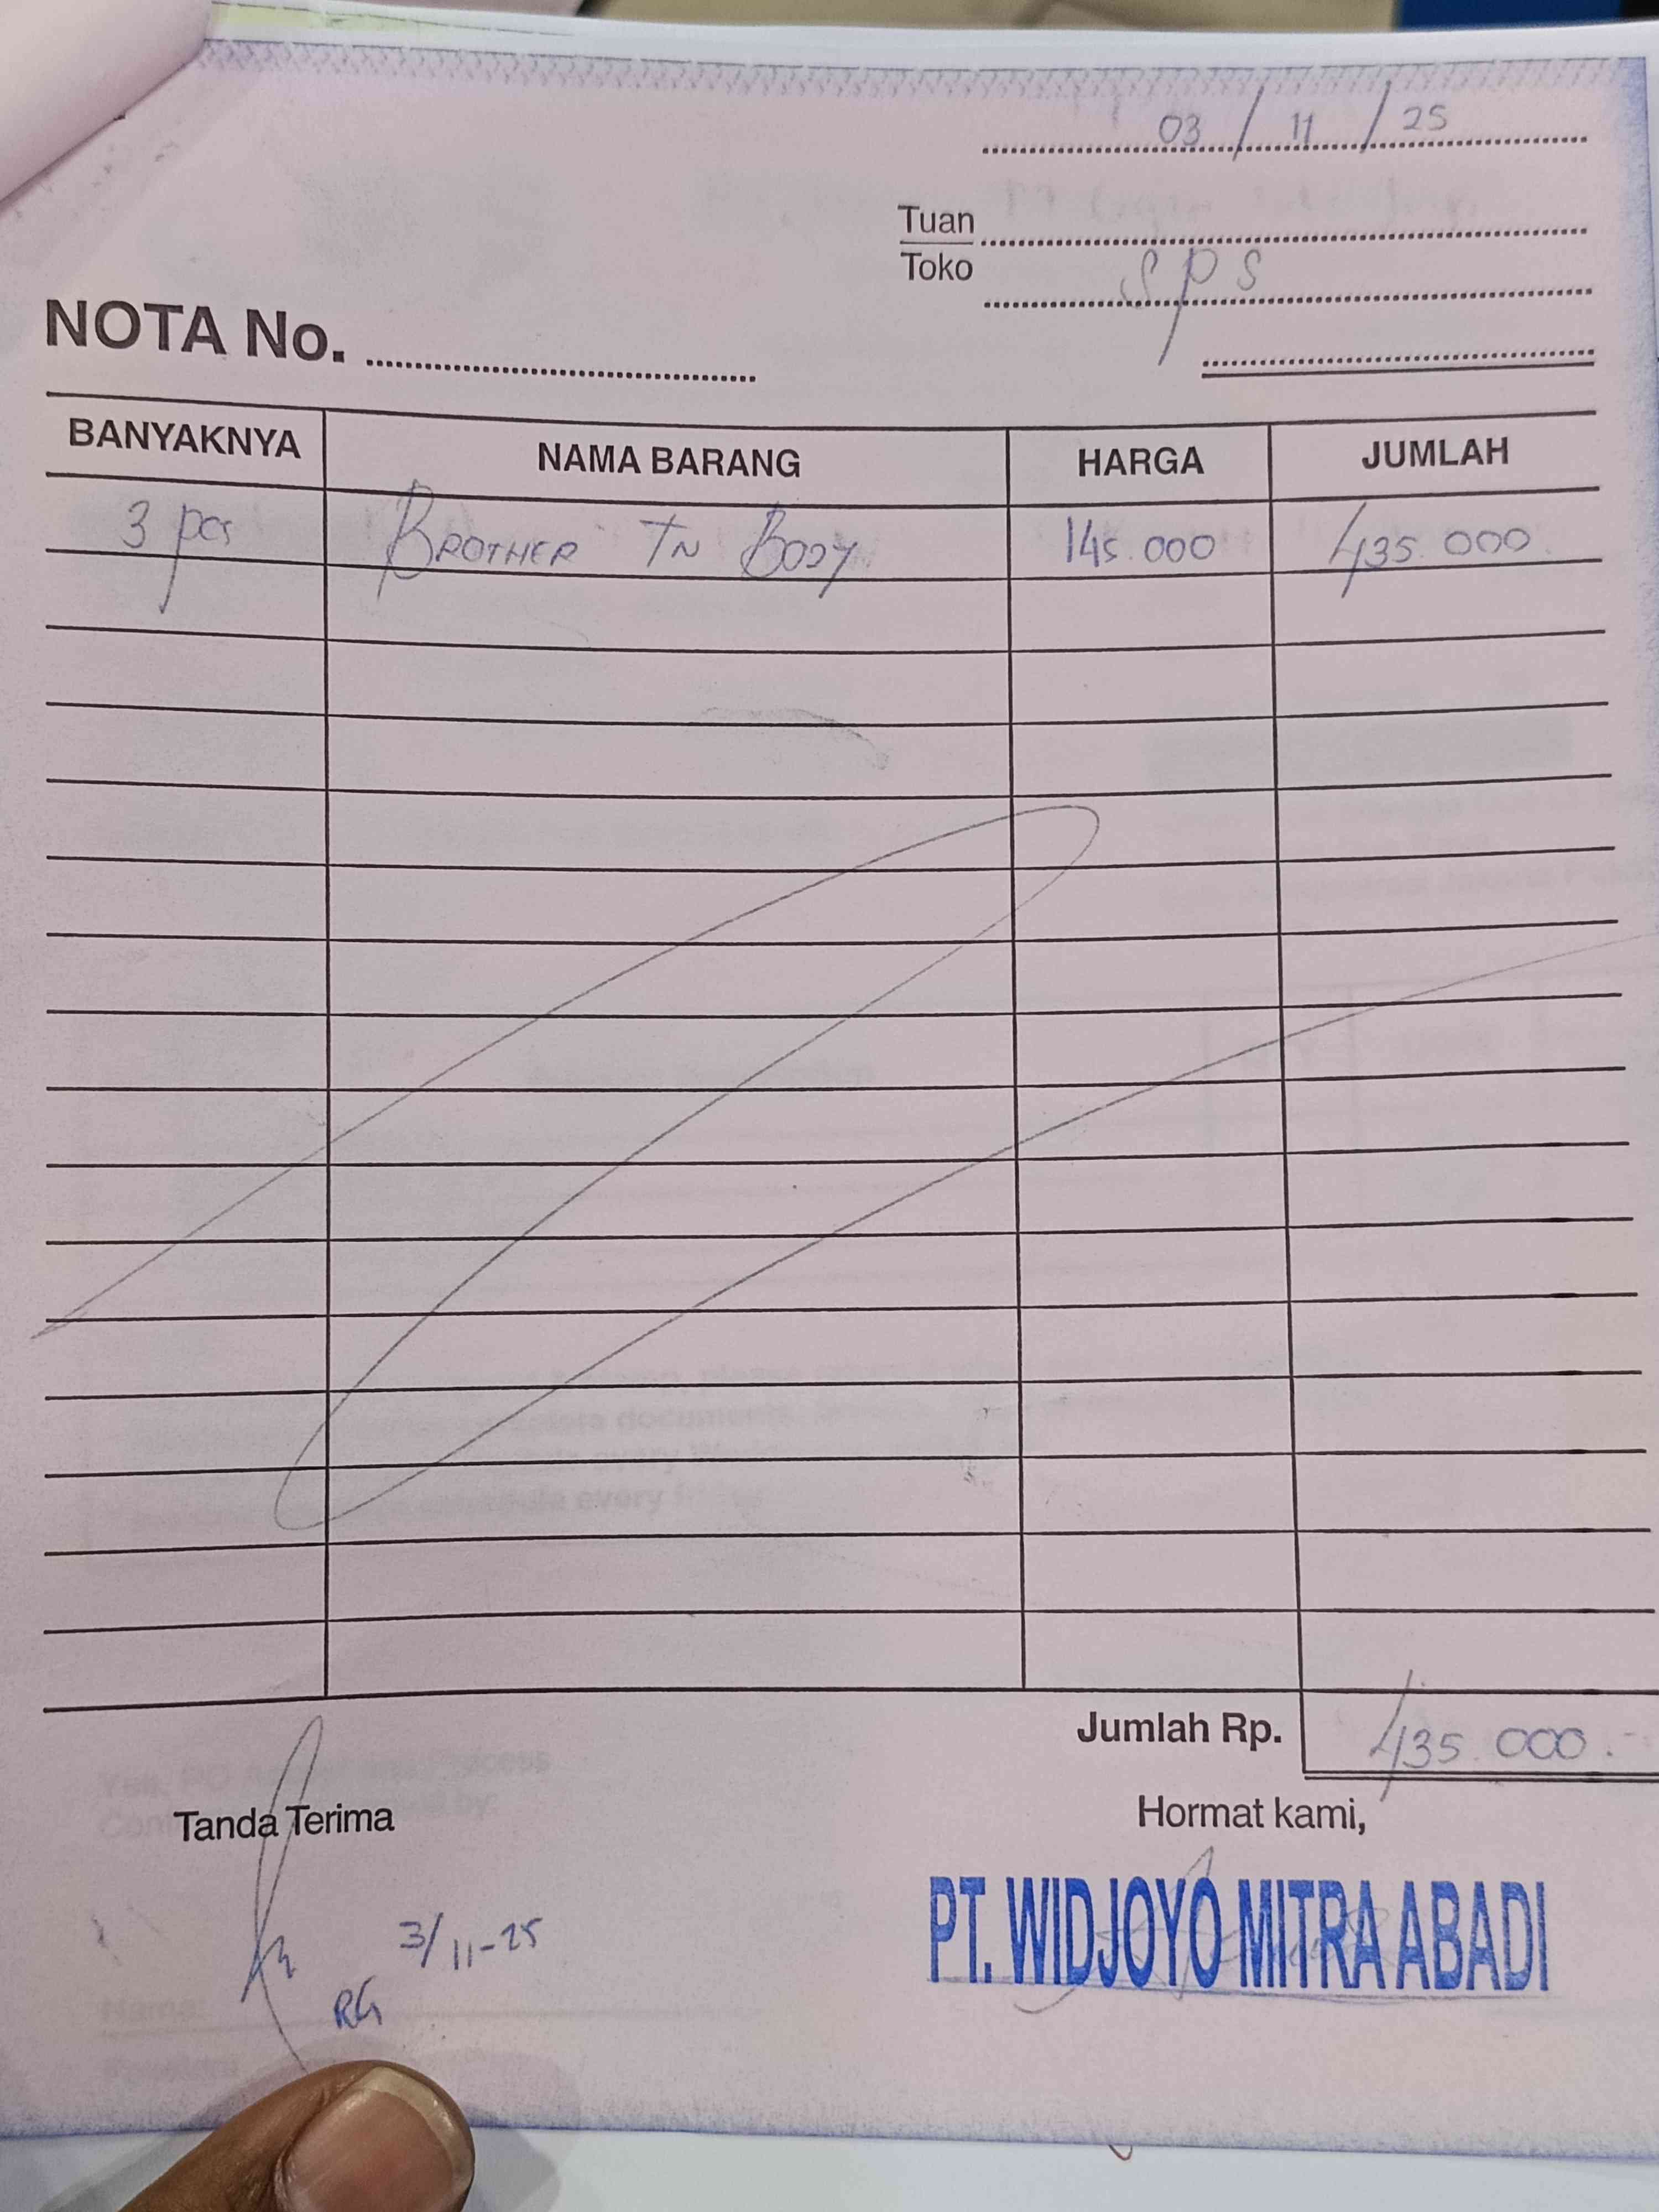 03 / 11 / 25
Tuan
Toko
SPS
NOTA No.
BANYAKNYA NAMA BARANG HARGA JUMLAH
3 pcs BROTHER TN BODY 145.000 435.000
Jumlah Rp. 435.000.-
Tanda Terima Hormat kami,
PT. WIDJOYO MITRA ABADI
3/11-25
RG